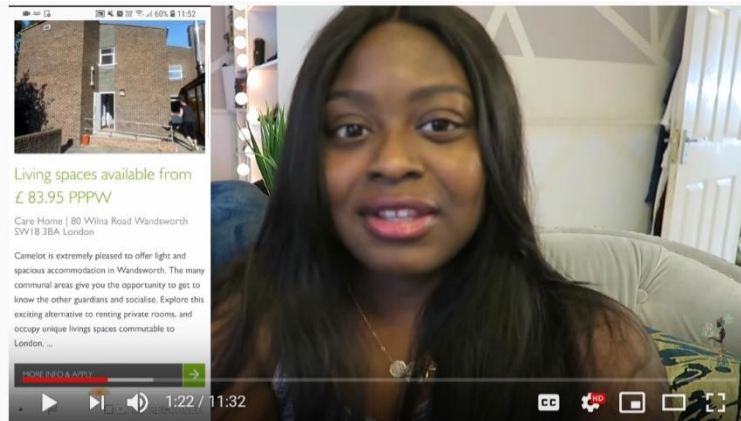 60% 11:52
Living spaces available from
£ 83.95 PPPW
Care Home | 80 Wilna Road Wandsworth
SW18 3BA London
Camelot is extremely pleased to offer light and
spacious accommodation in Wandsworth. The many
communal areas give you the opportunity to get to
know the other guardians and socialise. Explore this
exciting alternative to renting private rooms, and
occupy unique livings spaces commutable to
London. ...
MORE INFO & APPLY
1:22 / 11:32
CC
HD